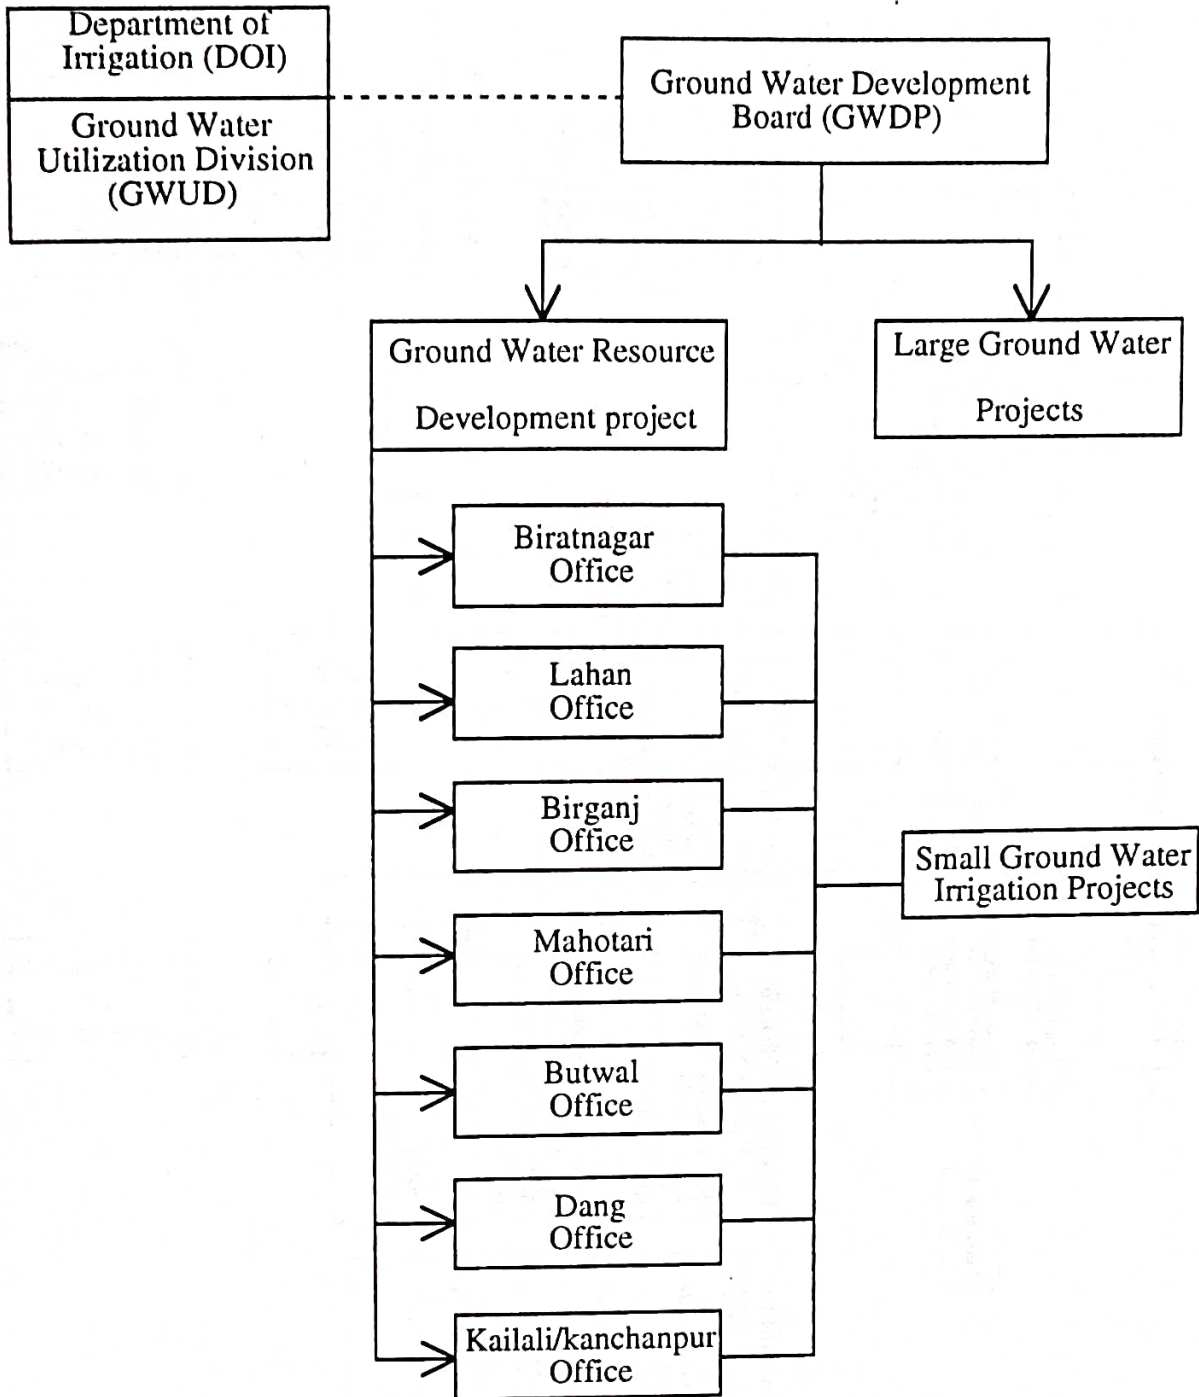 Department of
Irrigation (DOI)
Ground Water
Utilization Division
(GWUD)
Ground Water Development
Board (GWDP)
Ground Water Resource
Development project
Large Ground Water
Projects
Biratnagar
Office
Lahan
Office
Birganj
Office
Mahotari
Office
Butwal
Office
Dang
Office
Kailali/kanchanpur
Office
Small Ground Water
Irrigation Projects